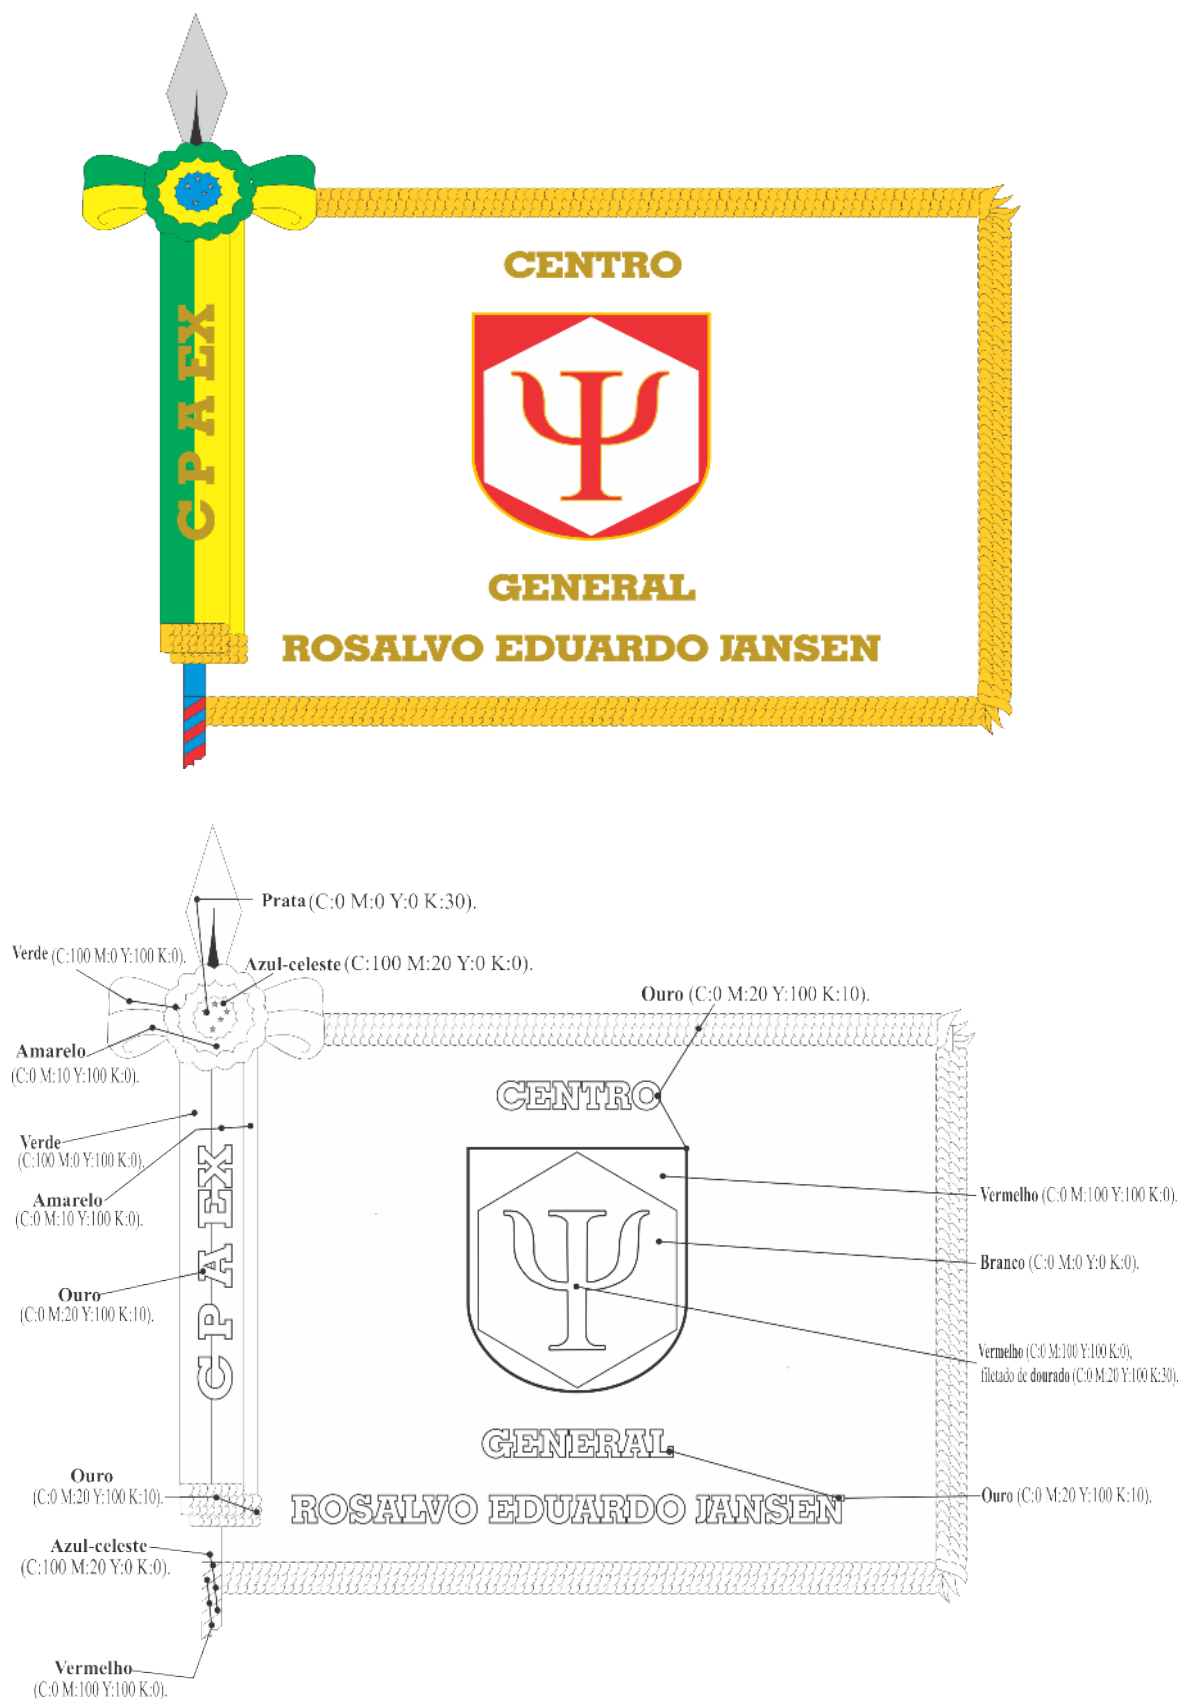 CENTRO
CPAEX
GENERAL
ROSALVO EDUARDO JANSEN
Prata (C:0 M:0 Y:0 K:30).
Verde (C:100 M:0 Y:100 K:0).
Azul-celeste (C:100 M:20 Y:0 K:0).
Ouro (C:0 M:20 Y:100 K:10).
Amarelo
(C:0 M:10 Y:100 K:0).
CENTRO
Verde
(C:100 M:0 Y:100 K:0).
Amarelo
(C:0 M:10 Y:100 K:0).
Vermelho (C:0 M:100 Y:100 K:0).
CPAEX
Branco (C:0 M:0 Y:0 K:0).
Ouro
(C:0 M:20 Y:100 K:10).
Vermelho (C:0 M:100 Y:100 K:0),
filetado de dourado (C:0 M:20 Y:100 K:30).
GENERAL
Ouro
(C:0 M:20 Y:100 K:10).
Ouro (C:0 M:20 Y:100 K:10).
ROSALVO EDUARDO JANSEN
Azul-celeste
(C:100 M:20 Y:0 K:0).
Vermelho
(C:0 M:100 Y:100 K:0).